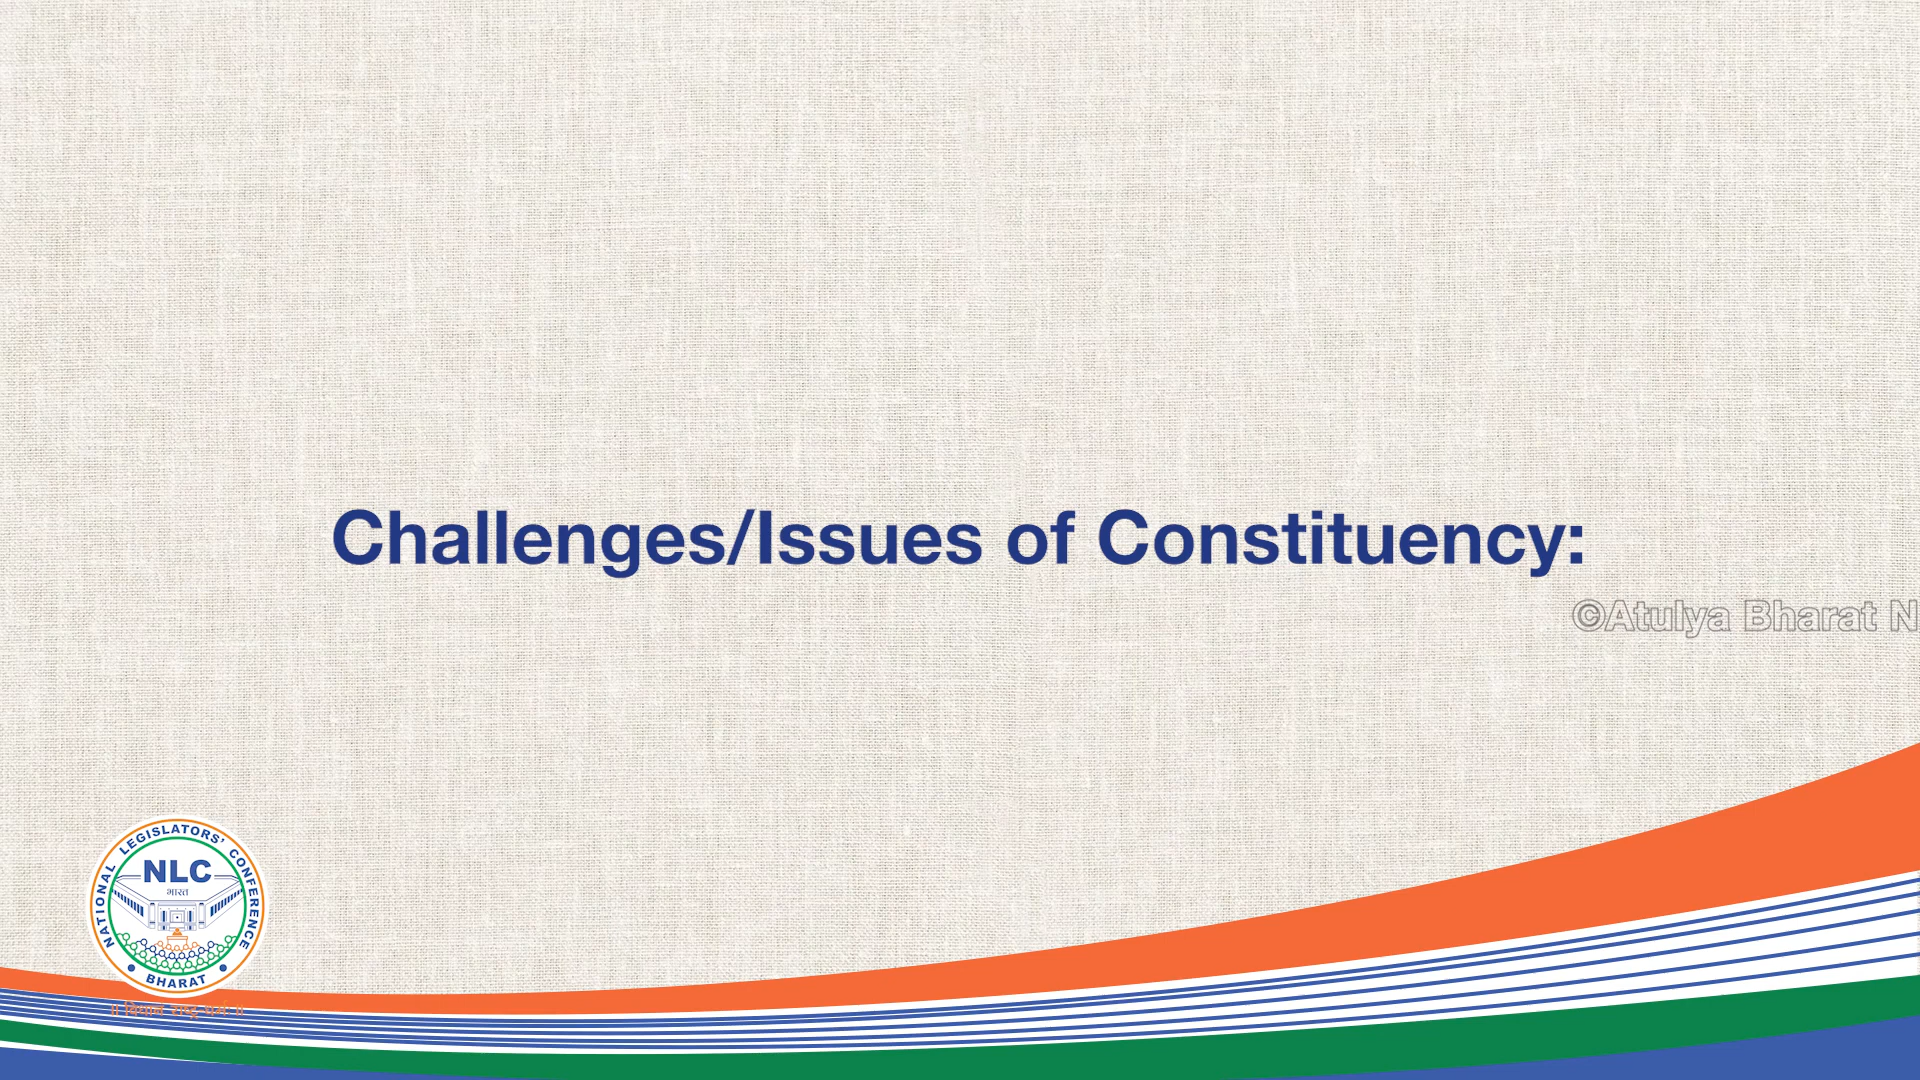 Challenges/Issues of Constituency:
©Atulya Bharat N
NATIONAL LEGISLATORS' CONFERENCE
NLC
भारत
BHARAT